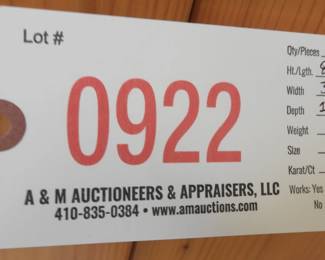 Lot #
0922
A & M AUCTIONEERS & APPRAISERS, LLC
410-835-0384 • www.amauctions.com
Qty/Pieces
Ht./Lgth.
Width
Depth
Weight
Size
Karat/Ct
Works: Yes
No